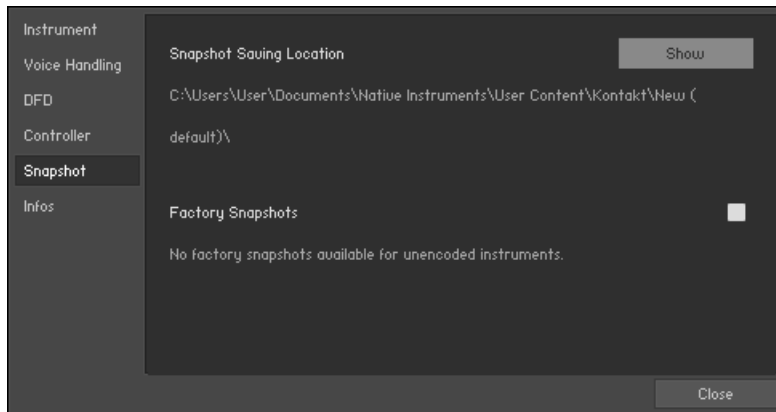 Instrument
Voice Handling
DFD
Controller
Snapshot
Infos
Snapshot Saving Location
Show
C:\Users\User\Documents\Native Instruments\User Content\Kontakt\New (
default)\
Factory Snapshots
No factory snapshots available for unencoded instruments.
Close